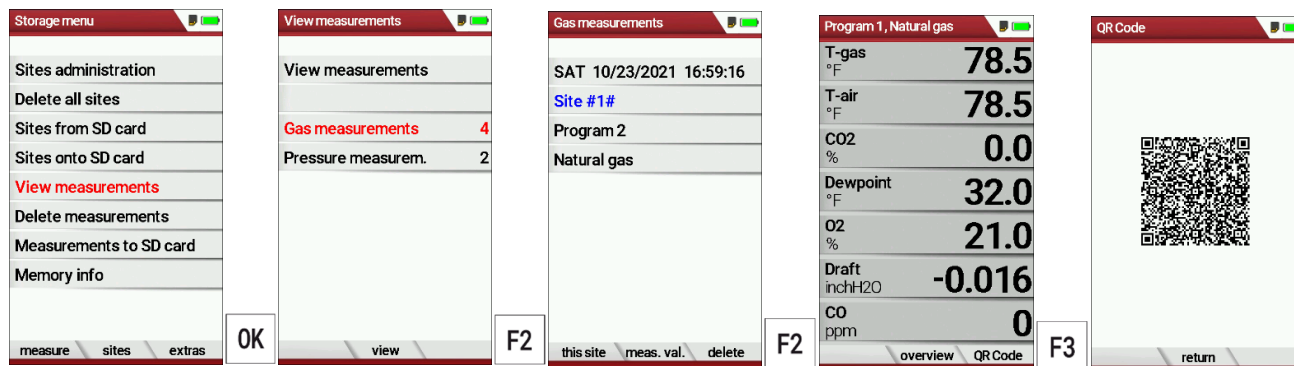 Storage menu
Sites administration
Delete all sites
Sites from SD card
Sites onto SD card
View measurements
Delete measurements
Measurements to SD card
Memory info
measure sites extras
OK
View measurements
View measurements
Gas measurements 4
Pressure measurem. 2
view
F2
Gas measurements
SAT 10/23/2021 16:59:16
Site #1#
Program 2
Natural gas
this site meas. val. delete
F2
Program 1, Natural gas
T-gas
°F 78.5
T-air
°F 78.5
CO2
% 0.0
Dewpoint
°F 32.0
O2
% 21.0
Draft
inchH2O -0.016
CO
ppm 0
overview QR Code
F3
QR Code
return